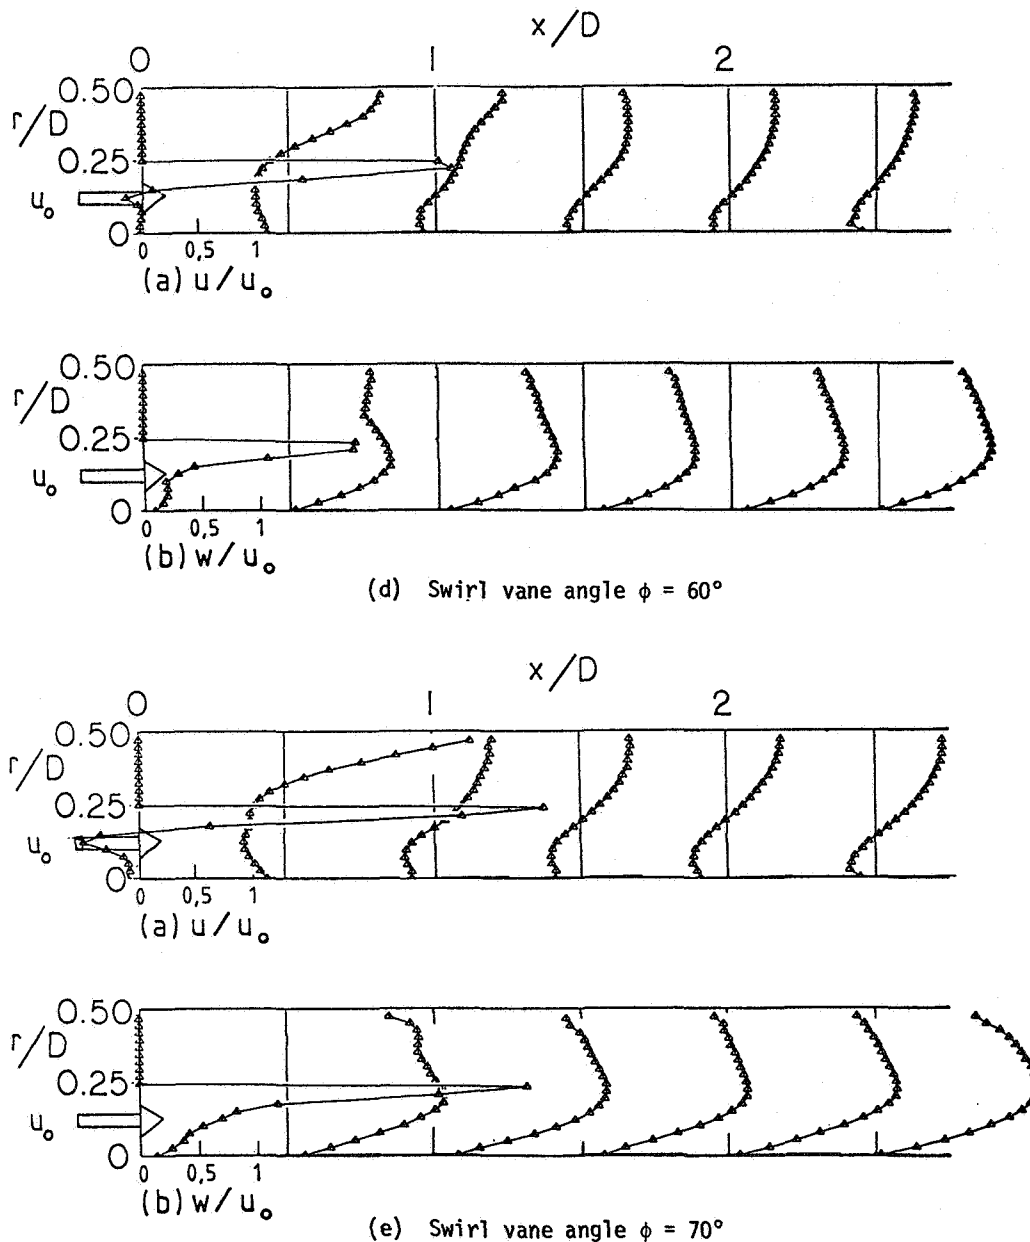 x/D
0 1 2
0.50
r/D
0.25
u₀
0
0 0,5 1
(a) u/u₀
0.50
r/D
0.25
u₀
0
0 0,5 1
(b) w/u₀
(d) Swirl vane angle ϕ = 60°
x/D
0 1 2
0.50
r/D
0.25
u₀
0
0 0,5 1
(a) u/u₀
0.50
r/D
0.25
u₀
0
0 0,5 1
(b) w/u₀
(e) Swirl vane angle ϕ = 70°